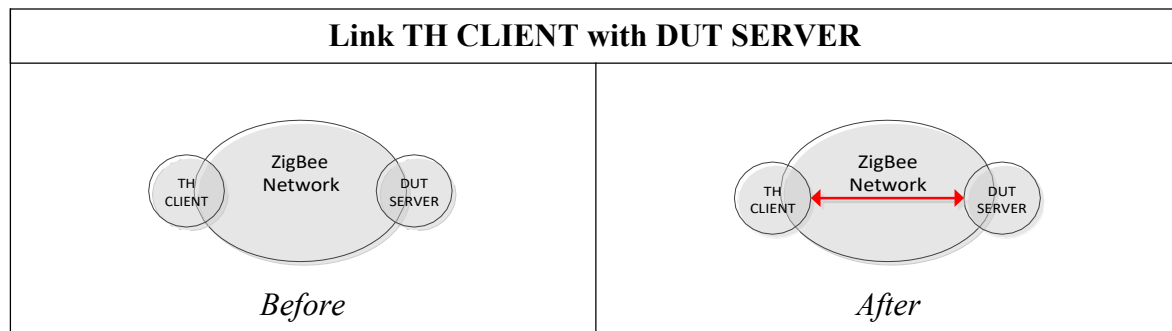 Link TH CLIENT with DUT SERVER
ZigBee
Network
TH
CLIENT
DUT
SERVER
Before
ZigBee
Network
TH
CLIENT
DUT
SERVER
After